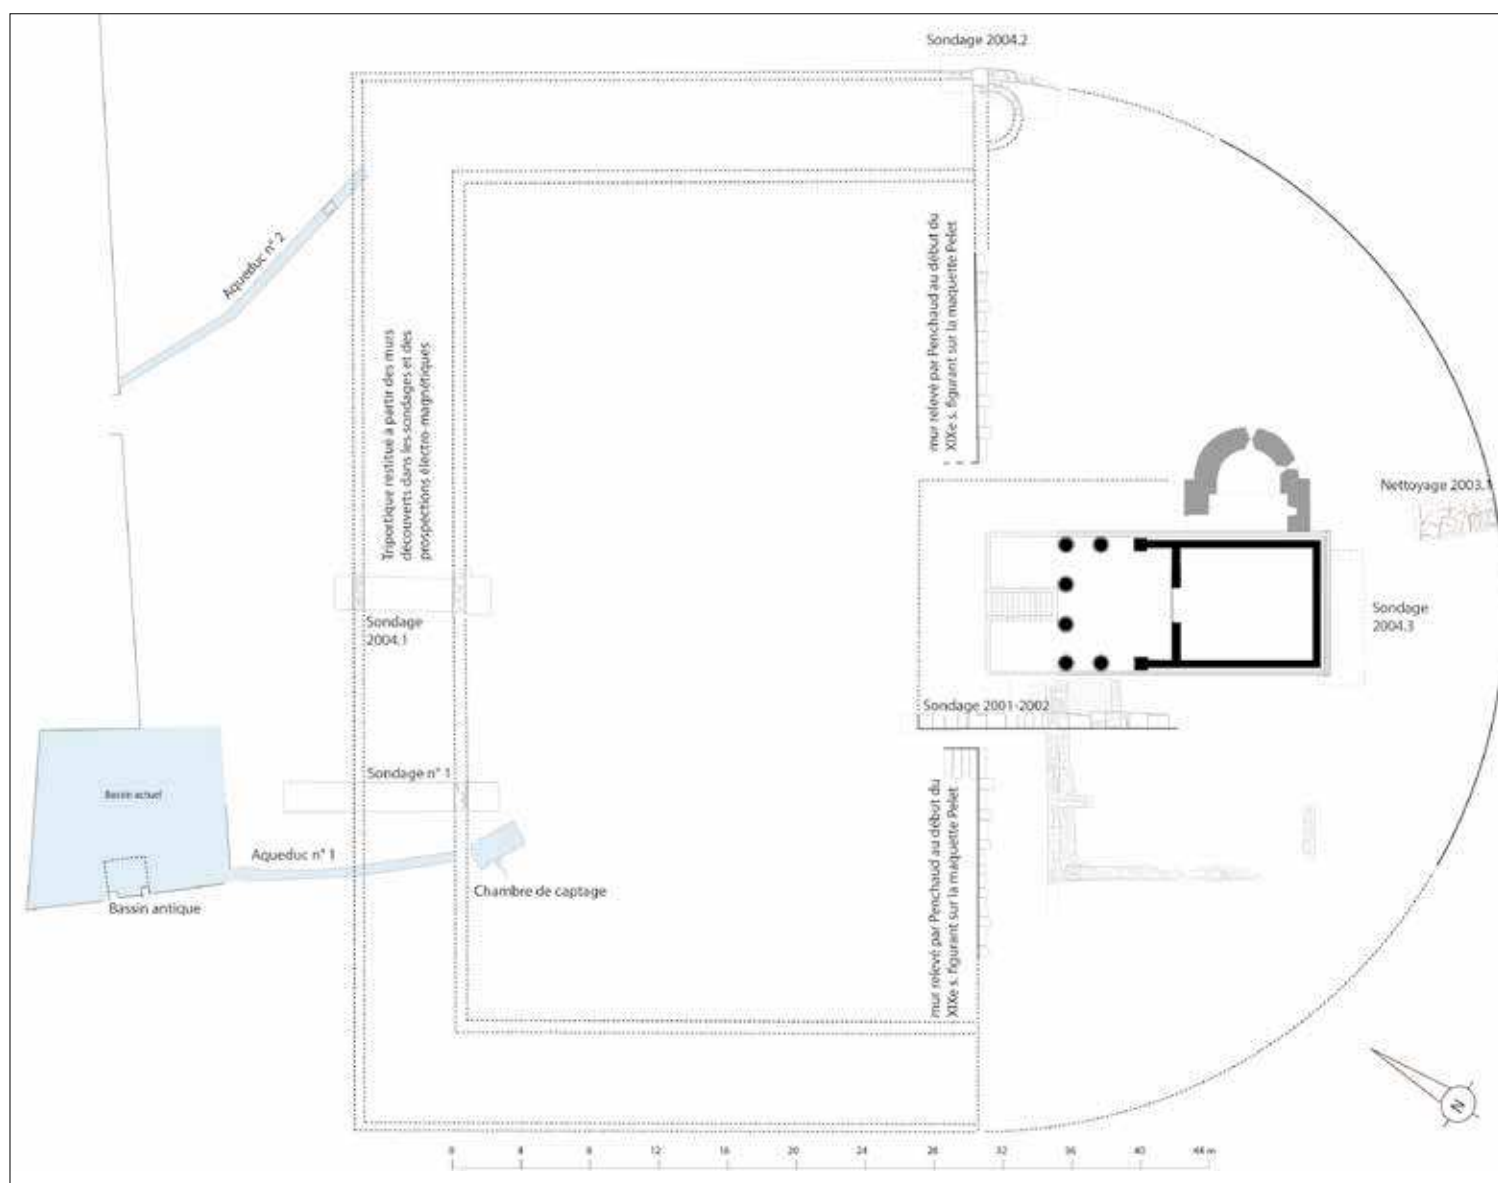 Sondage 2004.2
Aqueduc n° 2
Triportique restitué à partir des murs
découverts dans les sondages et des
prospections électro-magnétiques
mur relevé par Penchaud au début du
XIXe s. figurant sur la maquette Pelet
Nettoyage 2003.1
Sondage
2004.1
Sondage
2004.3
Sondage 2001-2002
Sondage n° 1
Bassin actuel
Aqueduc n° 1
Chambre de captage
Bassin antique
mur relevé par Penchaud au début du
XIXe s. figurant sur la maquette Pelet
N
0 4 8 12 16 20 24 28 32 36 40 44 m